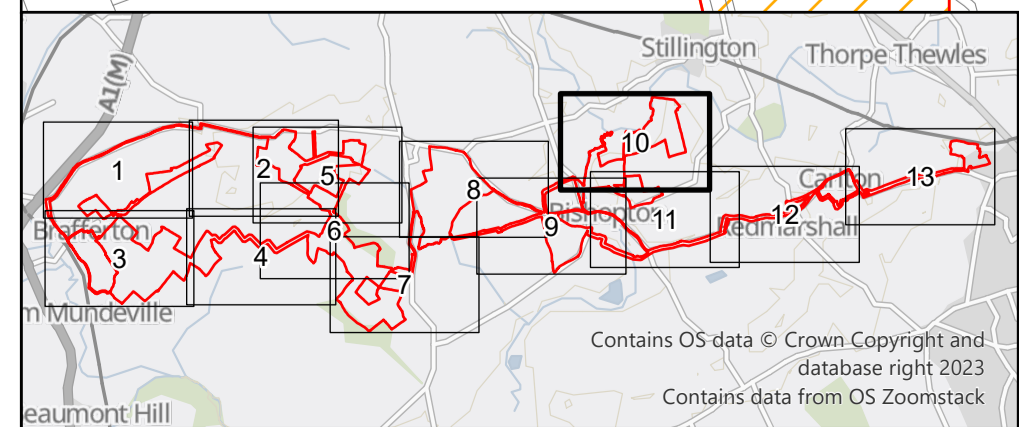 Stillington
Thorpe Thewles
A1(M)
10
1
2
5
Carlton
13
8
Bishopton
11
12
Brafferton
6
9
Redmarshall
3
4
7
m Mundeville
Contains OS data © Crown Copyright and
database right 2023
Contains data from OS Zoomstack
eaumont Hill